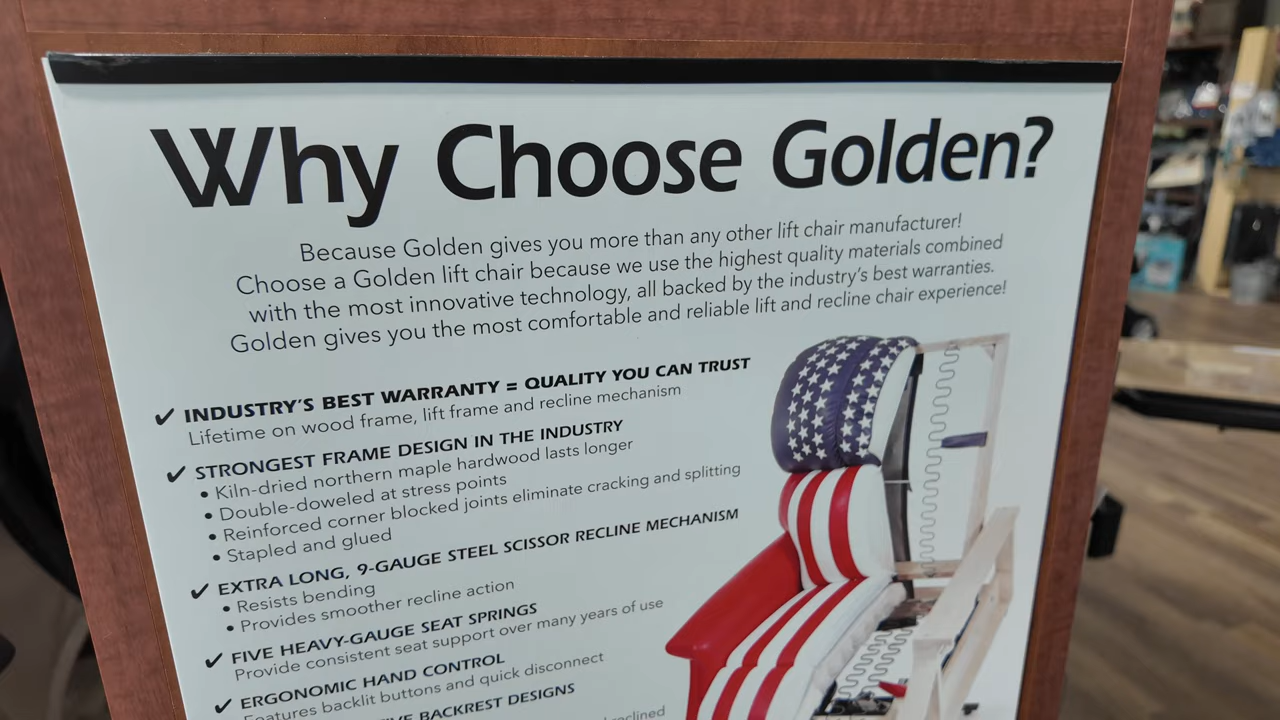 Why Choose Golden?
Because Golden gives you more than any other lift chair manufacturer!
Choose a Golden lift chair because we use the highest quality materials combined
with the most innovative technology, all backed by the industry's best warranties.
Golden gives you the most comfortable and reliable lift and recline chair experience!
✔ INDUSTRY'S BEST WARRANTY = QUALITY YOU CAN TRUST
Lifetime on wood frame, lift frame and recline mechanism
✔ STRONGEST FRAME DESIGN IN THE INDUSTRY
• Kiln-dried northern maple hardwood lasts longer
• Double-doweled at stress points
• Reinforced corner blocked joints eliminate cracking and splitting
• Stapled and glued
✔ EXTRA LONG, 9-GAUGE STEEL SCISSOR RECLINE MECHANISM
• Resists bending
• Provides smoother recline action
✔ FIVE HEAVY-GAUGE SEAT SPRINGS
Provide consistent seat support over many years of use
✔ ERGONOMIC HAND CONTROL
Features backlit buttons and quick disconnect
BACKREST DESIGNS
reclined